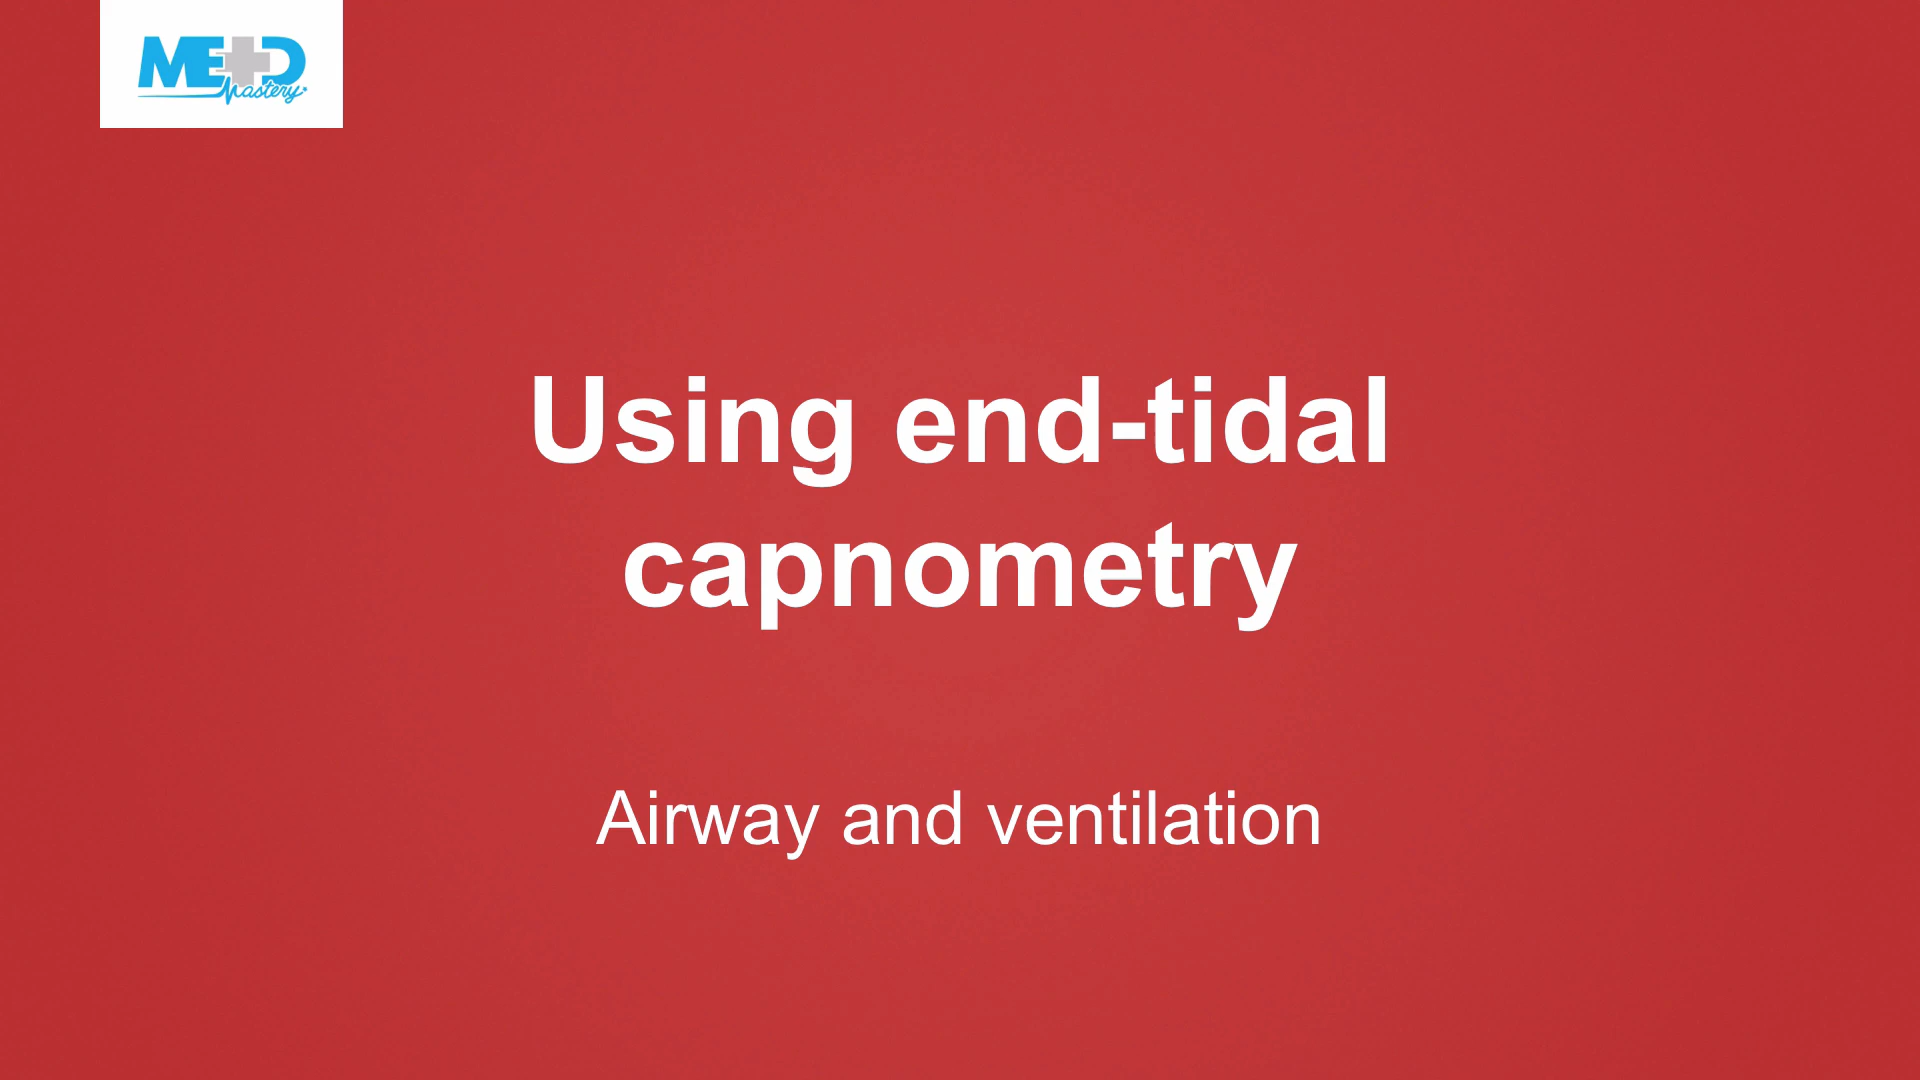 MED
Mastery
Using end-tidal
capnometry
Airway and ventilation